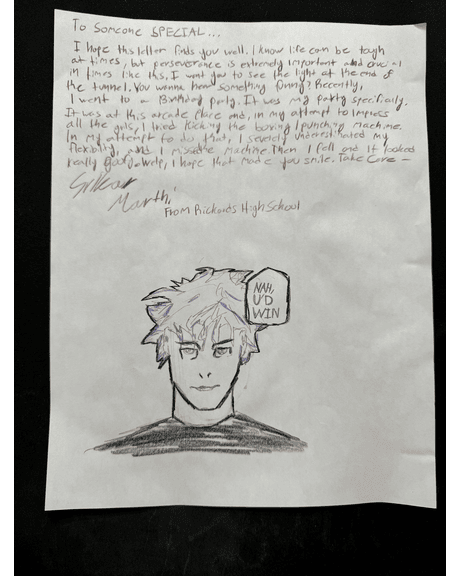 To Someone SPECIAL...
I hope this letter finds you well. I know life can be tough
at times, but perseverance is extremely important and crucial
in times like this, I want you to see the light at the end of
the tunnel. You wanna hear something funny? Recently,
I went to a Birthday party. It was my party specifically.
It was at this arcade place and, in my attempt to impress
all the girls, I tried kicking the boxing/punching machine.
In my attempt to do that, I severely underestimated my
flexibility, and I missed the machine. Then I fell and it looked
really goofy. Welp, I hope that made you smile. Take Care -
From Rickards High School
NAH,
U'D
WIN